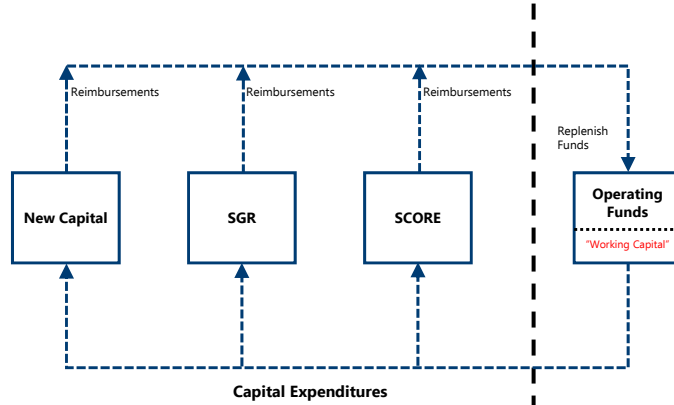 Reimbursements
Reimbursements
Reimbursements
Replenish
Funds
New Capital
SGR
SCORE
Operating
Funds
"Working Capital"
Capital Expenditures